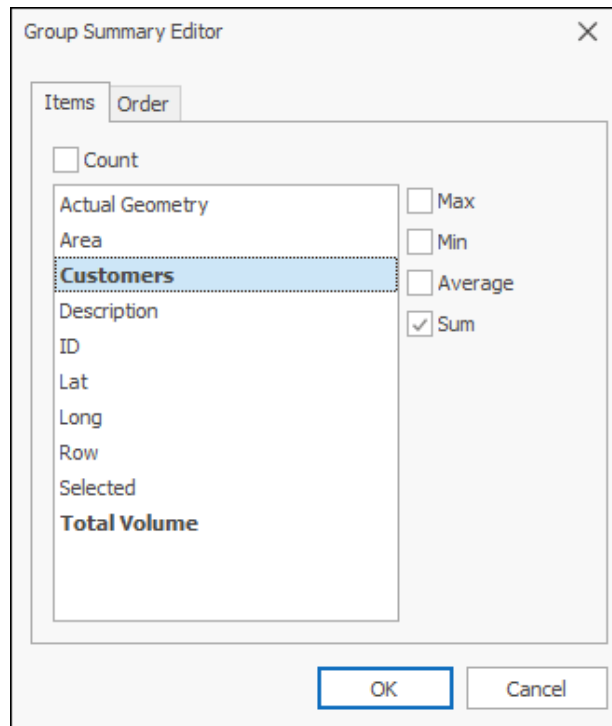 Group Summary Editor
Items Order
Count
Actual Geometry
Area
Customers
Description
ID
Lat
Long
Row
Selected
Total Volume
Max
Min
Average
Sum
OK Cancel